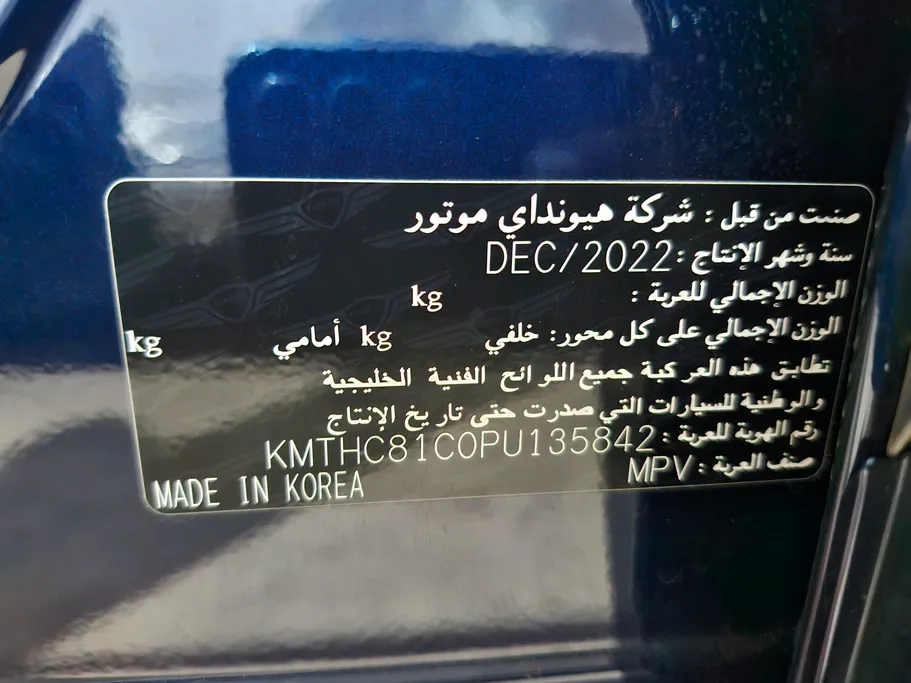 صنعت من قبل : شركة هيونداي موتور
سنة وشهر الإنتاج : DEC/2022
الوزن الإجمالي للعربة : kg
الوزن الإجمالي على كل محور: خلفي kg أمامي kg
تطابق هذه المركبة جميع اللوائح الفنية الخليجية
والوطنية للسيارات التي صدرت حتى تاريخ الإنتاج
رقم الهوية للعربة : KMTHC81C0PU135842
صنف العربة : MPV
MADE IN KOREA